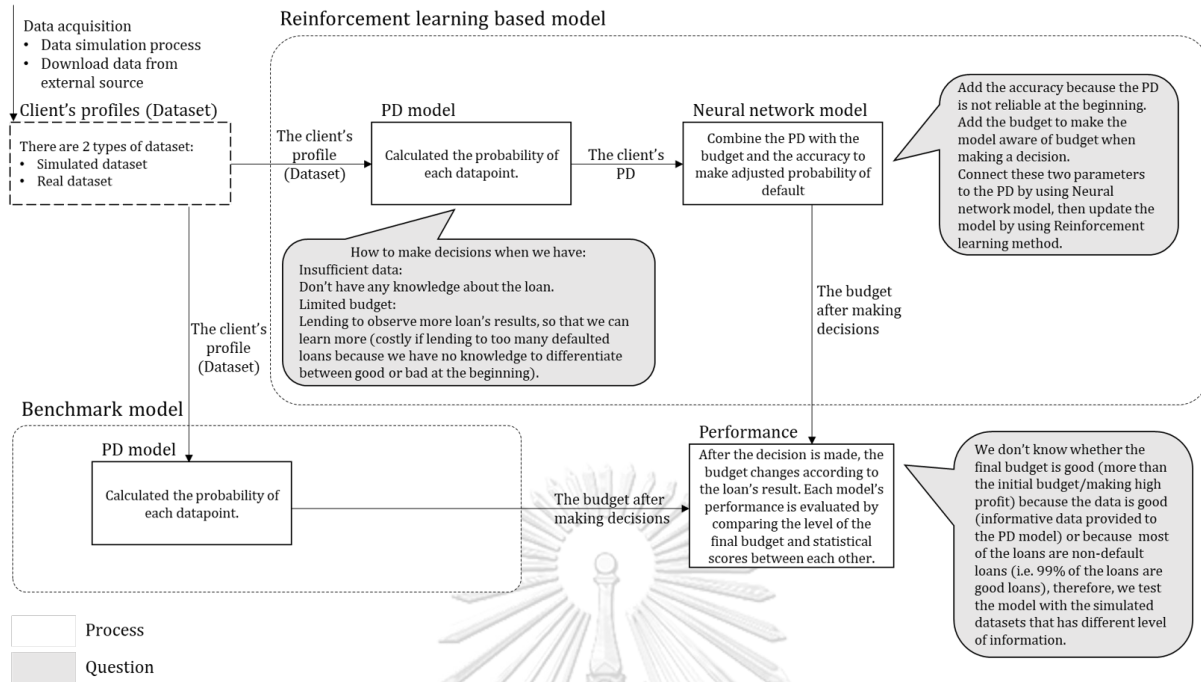 Reinforcement learning based model
Data acquisition
• Data simulation process
• Download data from
external source
Client's profiles (Dataset)
There are 2 types of dataset:
• Simulated dataset
• Real dataset
The client's
profile
(Dataset)
PD model
Calculated the probability of
each datapoint.
The client's
PD
Neural network model
Combine the PD with the
budget and the accuracy to
make adjusted probability of
default
Add the accuracy because the PD
is not reliable at the beginning.
Add the budget to make the
model aware of budget when
making a decision.
Connect these two parameters
to the PD by using Neural
network model, then update the
model by using Reinforcement
learning method.
How to make decisions when we have:
Insufficient data:
Don't have any knowledge about the loan.
Limited budget:
Lending to observe more loan's results, so that we can
learn more (costly if lending to too many defaulted
loans because we have no knowledge to differentiate
between good or bad at the beginning).
The budget
after making
decisions
The client's
profile
(Dataset)
Benchmark model
PD model
Calculated the probability of
each datapoint.
The budget after
making decisions
Performance
After the decision is made, the
budget changes according to
the loan's result. Each model's
performance is evaluated by
comparing the level of the
final budget and statistical
scores between each other.
We don't know whether the
final budget is good (more than
the initial budget/making high
profit) because the data is good
(informative data provided to
the PD model) or because most
of the loans are non-default
loans (i.e. 99% of the loans are
good loans), therefore, we test
the model with the simulated
datasets that has different level
of information.
Process
Question